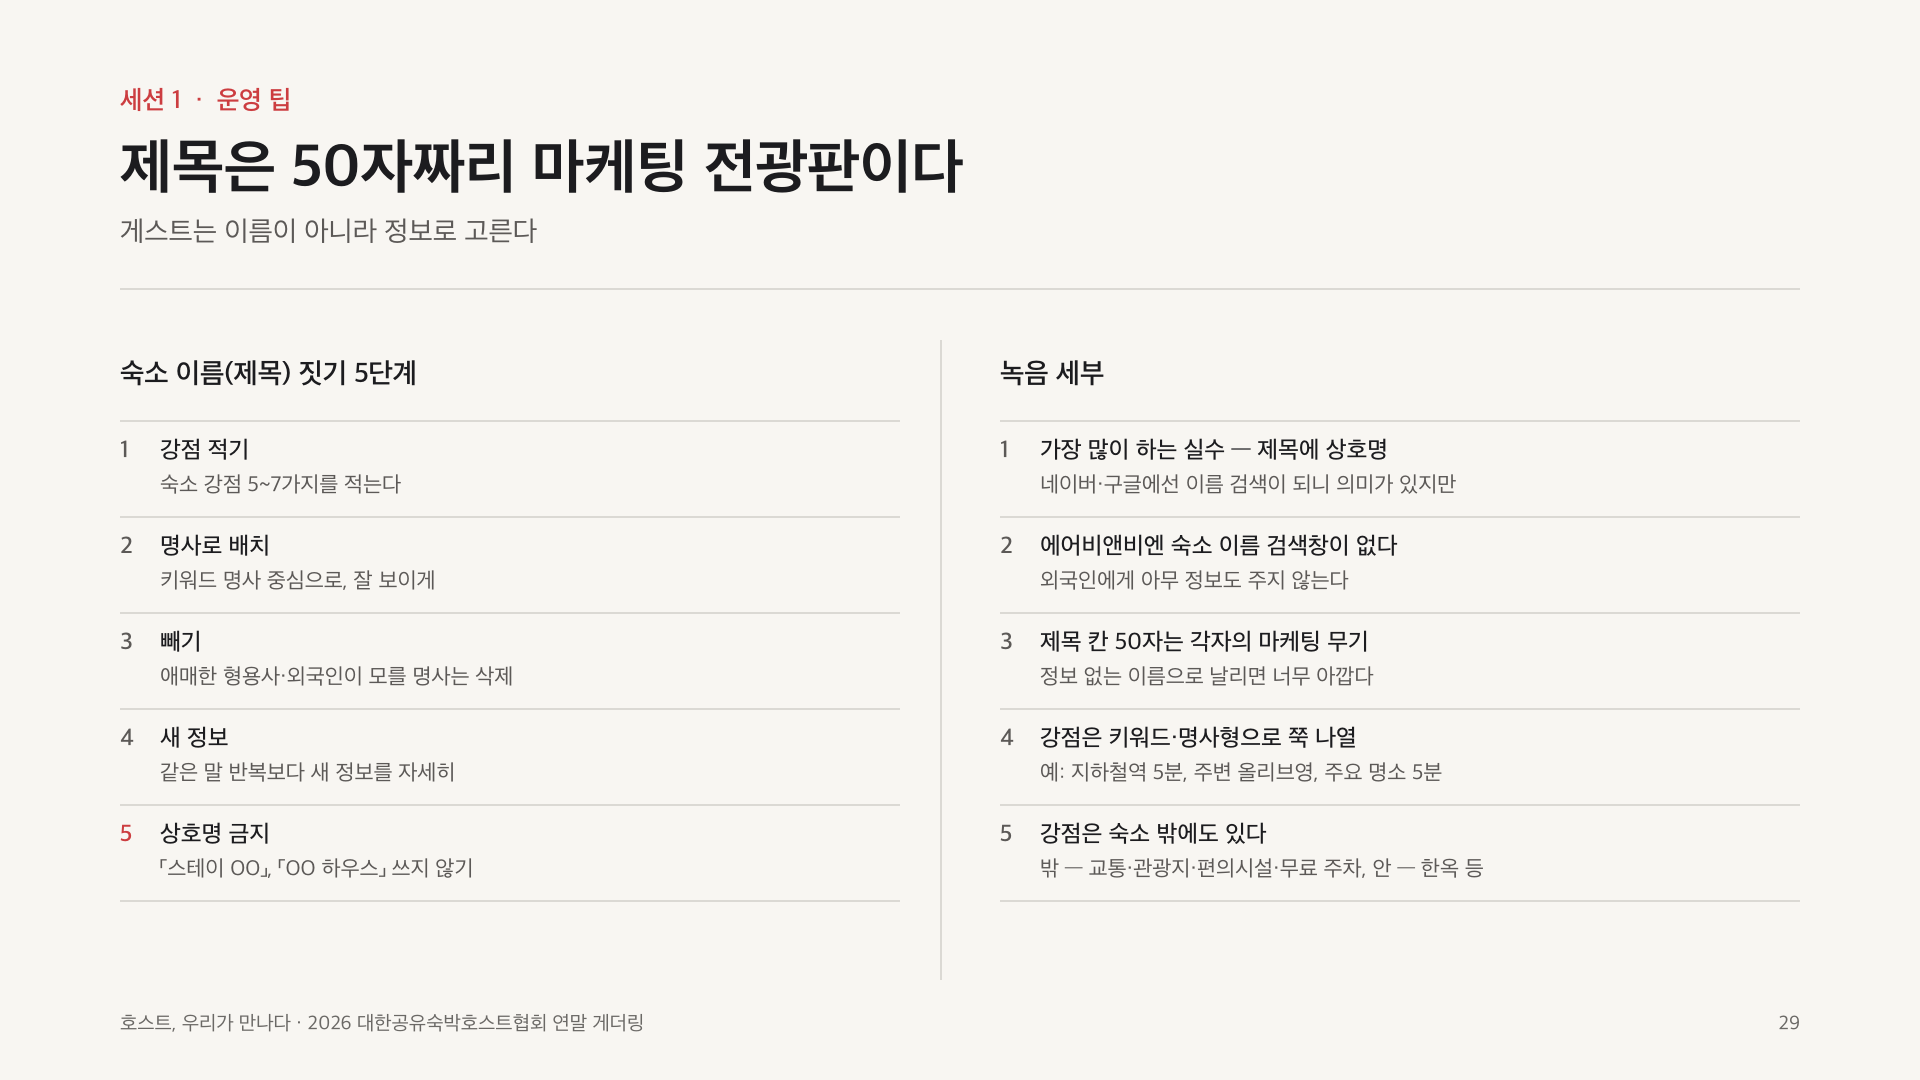 세션 1 · 운영 팁
제목은 50자짜리 마케팅 전광판이다
게스트는 이름이 아니라 정보로 고른다
숙소 이름(제목) 짓기 5단계
1 강점 적기
숙소 강점 5~7가지를 적는다
2 명사로 배치
키워드 명사 중심으로, 잘 보이게
3 빼기
애매한 형용사·외국인이 모를 명사는 삭제
4 새 정보
같은 말 반복보다 새 정보를 자세히
5 상호명 금지
「스테이 OO」, 「OO 하우스」 쓰지 않기
녹음 세부
1 가장 많이 하는 실수 — 제목에 상호명
네이버·구글에선 이름 검색이 되니 의미가 있지만
2 에어비앤비엔 숙소 이름 검색창이 없다
외국인에게 아무 정보도 주지 않는다
3 제목 칸 50자는 각자의 마케팅 무기
정보 없는 이름으로 날리면 너무 아깝다
4 강점은 키워드·명사형으로 쭉 나열
예: 지하철역 5분, 주변 올리브영, 주요 명소 5분
5 강점은 숙소 밖에도 있다
밖 — 교통·관광지·편의시설·무료 주차, 안 — 한옥 등
호스트, 우리가 만나다 · 2026 대한공유숙박호스트협회 연말 게더링
29